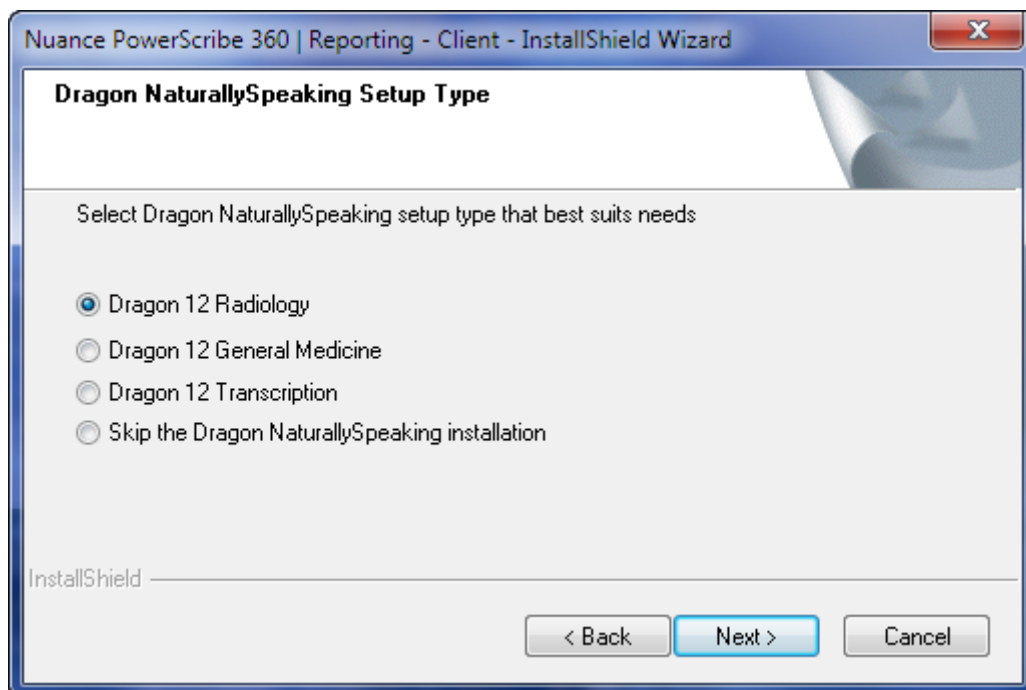 Nuance PowerScribe 360 | Reporting - Client - InstallShield Wizard
Dragon NaturallySpeaking Setup Type
Select Dragon NaturallySpeaking setup type that best suits needs
Dragon 12 Radiology
Dragon 12 General Medicine
Dragon 12 Transcription
Skip the Dragon NaturallySpeaking installation
InstallShield
< Back Next > Cancel